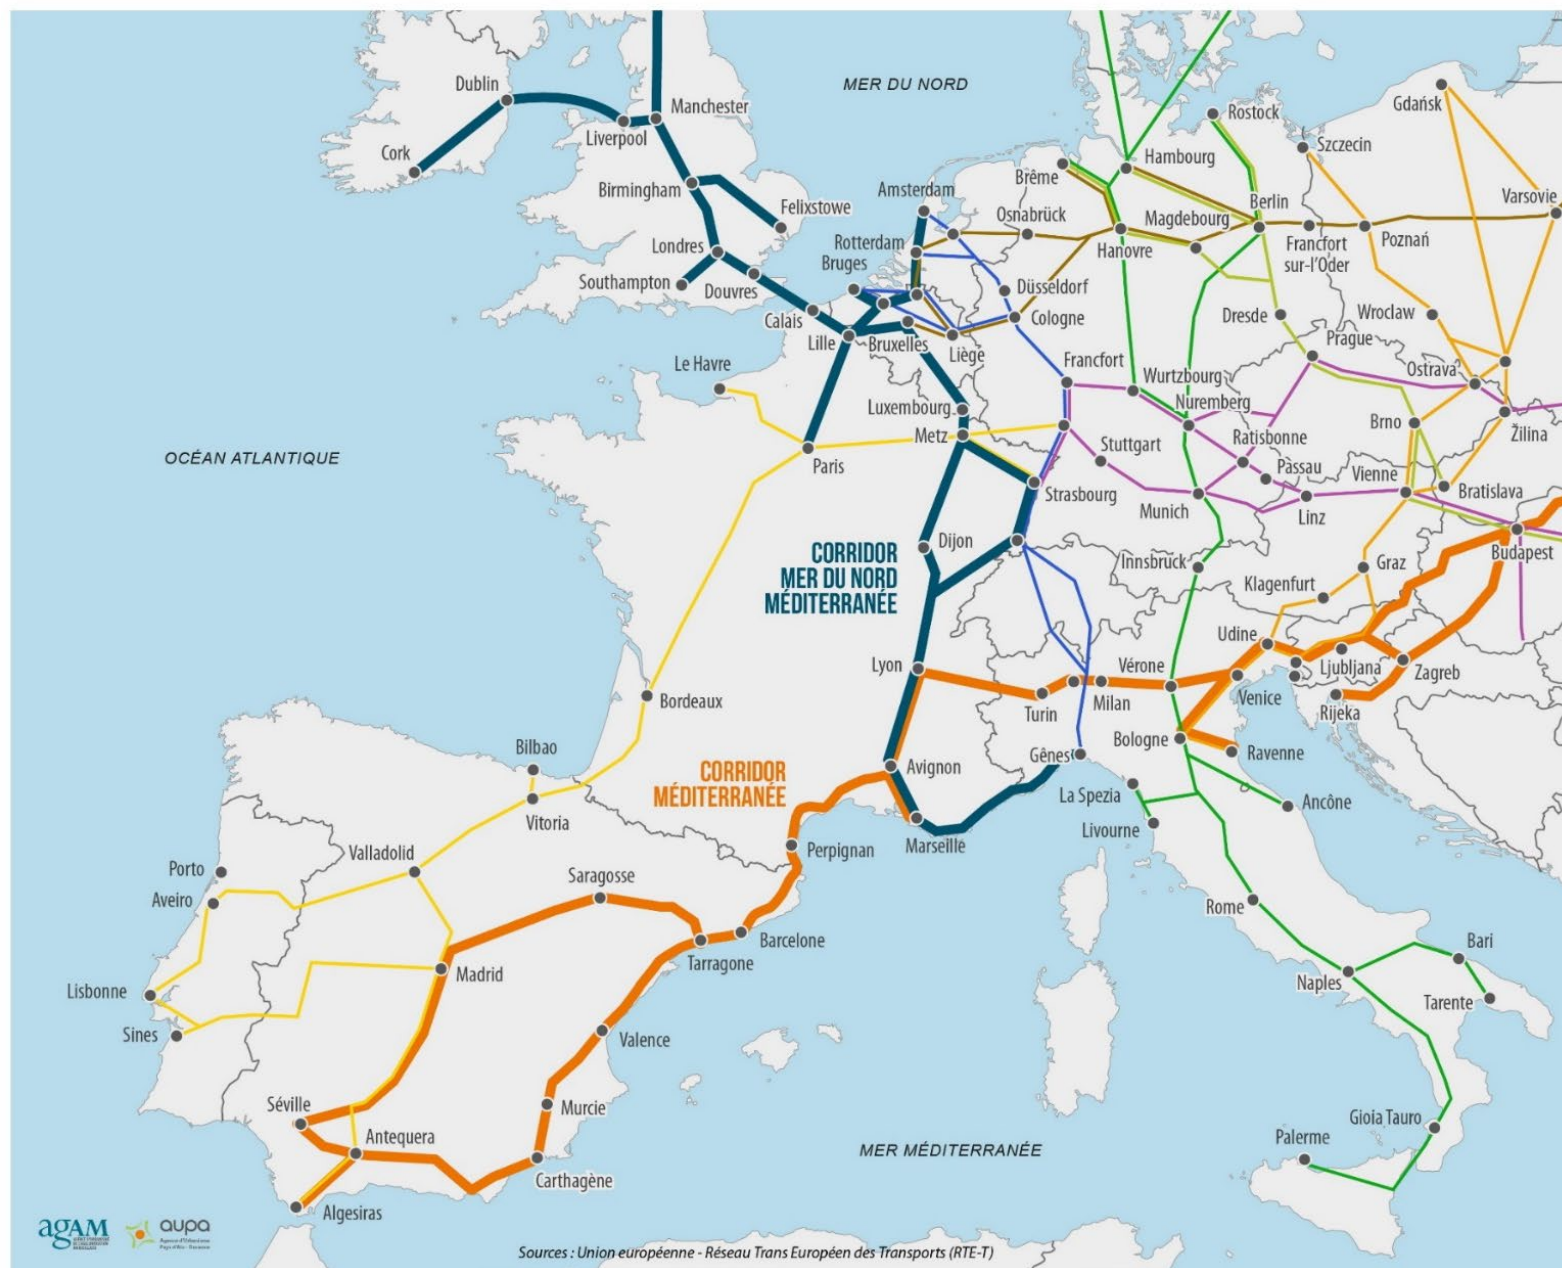 MER DU NORD
Dublin
Manchester
Liverpool
Cork
Birmingham
Felixstowe
Londres
Southampton
Douvres
Calais
Lille
Bruxelles
Liège
Amsterdam
Rotterdam
Bruges
Osnabrück
Brême
Hambourg
Rostock
Szczecin
Gdańsk
Varsovie
Magdebourg
Berlin
Hanovre
Francfort
sur-l'Oder
Poznań
Düsseldorf
Cologne
Dresde
Wroclaw
Prague
Ostrava
Le Havre
Francfort
Wurtzbourg
Nuremberg
Luxembourg
Metz
Brno
Žilina
OCÉAN ATLANTIQUE
Paris
Stuttgart
Ratisbonne
Pàssau
Vienne
Strasbourg
Munich
Linz
Bratislava
Dijon
CORRIDOR
MER DU NORD
MÉDITERRANÉE
Innsbrück
Klagenfurt
Graz
Budapest
Udine
Lyon
Vérone
Ljubljana
Zagreb
Bordeaux
Turin
Milan
Venice
Rijeka
Bilbao
CORRIDOR
MÉDITERRANÉE
Avignon
Gênes
Bologne
Ravenne
La Spezia
Ancône
Vitoria
Livourne
Valladolid
Perpignan
Marseille
Porto
Aveiro
Saragosse
Rome
Barcelone
Tarragone
Bari
Madrid
Naples
Tarente
Lisbonne
Sines
Valence
Séville
Murcie
Gioia Tauro
Antequera
Palerme
MER MÉDITERRANÉE
Carthagène
Algesiras
agAM
aupa
Sources : Union européenne - Réseau Trans Européen des Transports (RTE-T)